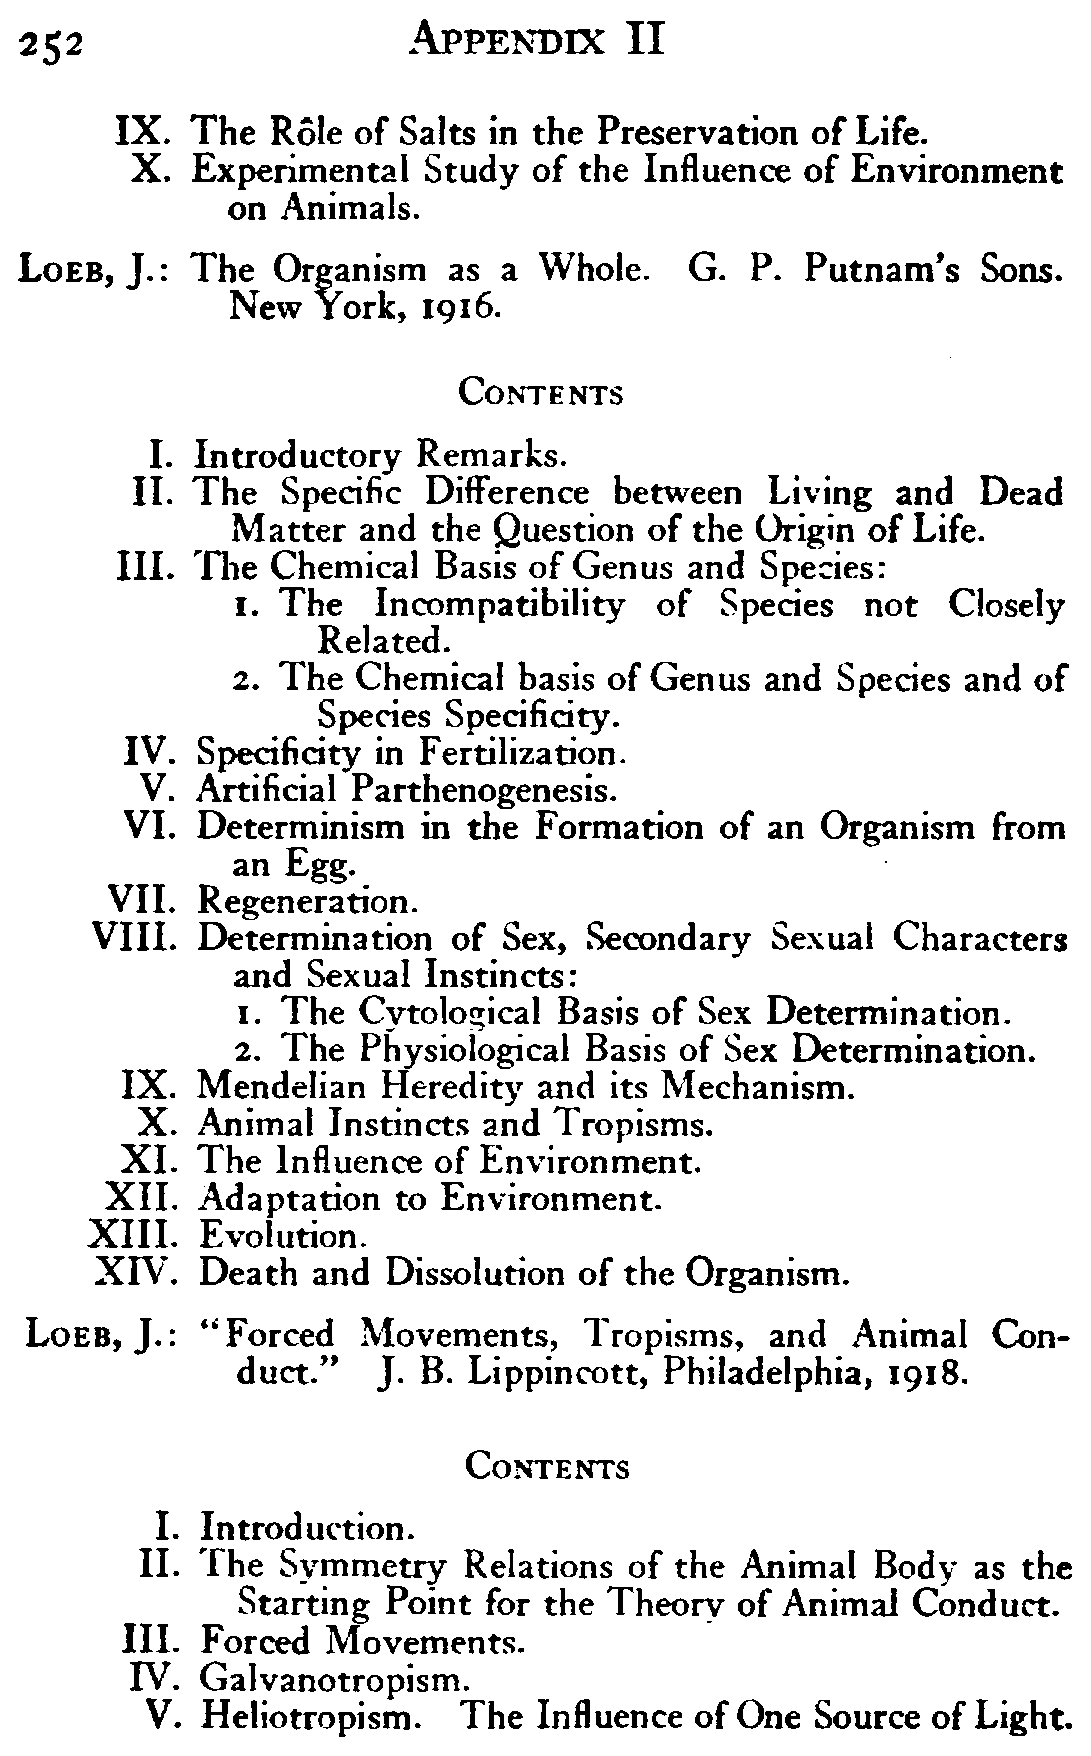 252 APPENDIX II
IX. The Rôle of Salts in the Preservation of Life.
X. Experimental Study of the Influence of Environment
on Animals.
LOEB, J.: The Organism as a Whole. G. P. Putnam's Sons.
New York, 1916.
CONTENTS
I. Introductory Remarks.
II. The Specific Difference between Living and Dead
Matter and the Question of the Origin of Life.
III. The Chemical Basis of Genus and Species:
1. The Incompatibility of Species not Closely
Related.
2. The Chemical basis of Genus and Species and of
Species Specificity.
IV. Specificity in Fertilization.
V. Artificial Parthenogenesis.
VI. Determinism in the Formation of an Organism from
an Egg.
VII. Regeneration.
VIII. Determination of Sex, Secondary Sexual Characters
and Sexual Instincts:
1. The Cytological Basis of Sex Determination.
2. The Physiological Basis of Sex Determination.
IX. Mendelian Heredity and its Mechanism.
X. Animal Instincts and Tropisms.
XI. The Influence of Environment.
XII. Adaptation to Environment.
XIII. Evolution.
XIV. Death and Dissolution of the Organism.
LOEB, J.: "Forced Movements, Tropisms, and Animal Con-
duct." J. B. Lippincott, Philadelphia, 1918.
CONTENTS
I. Introduction.
II. The Symmetry Relations of the Animal Body as the
Starting Point for the Theory of Animal Conduct.
III. Forced Movements.
IV. Galvanotropism.
V. Heliotropism. The Influence of One Source of Light.